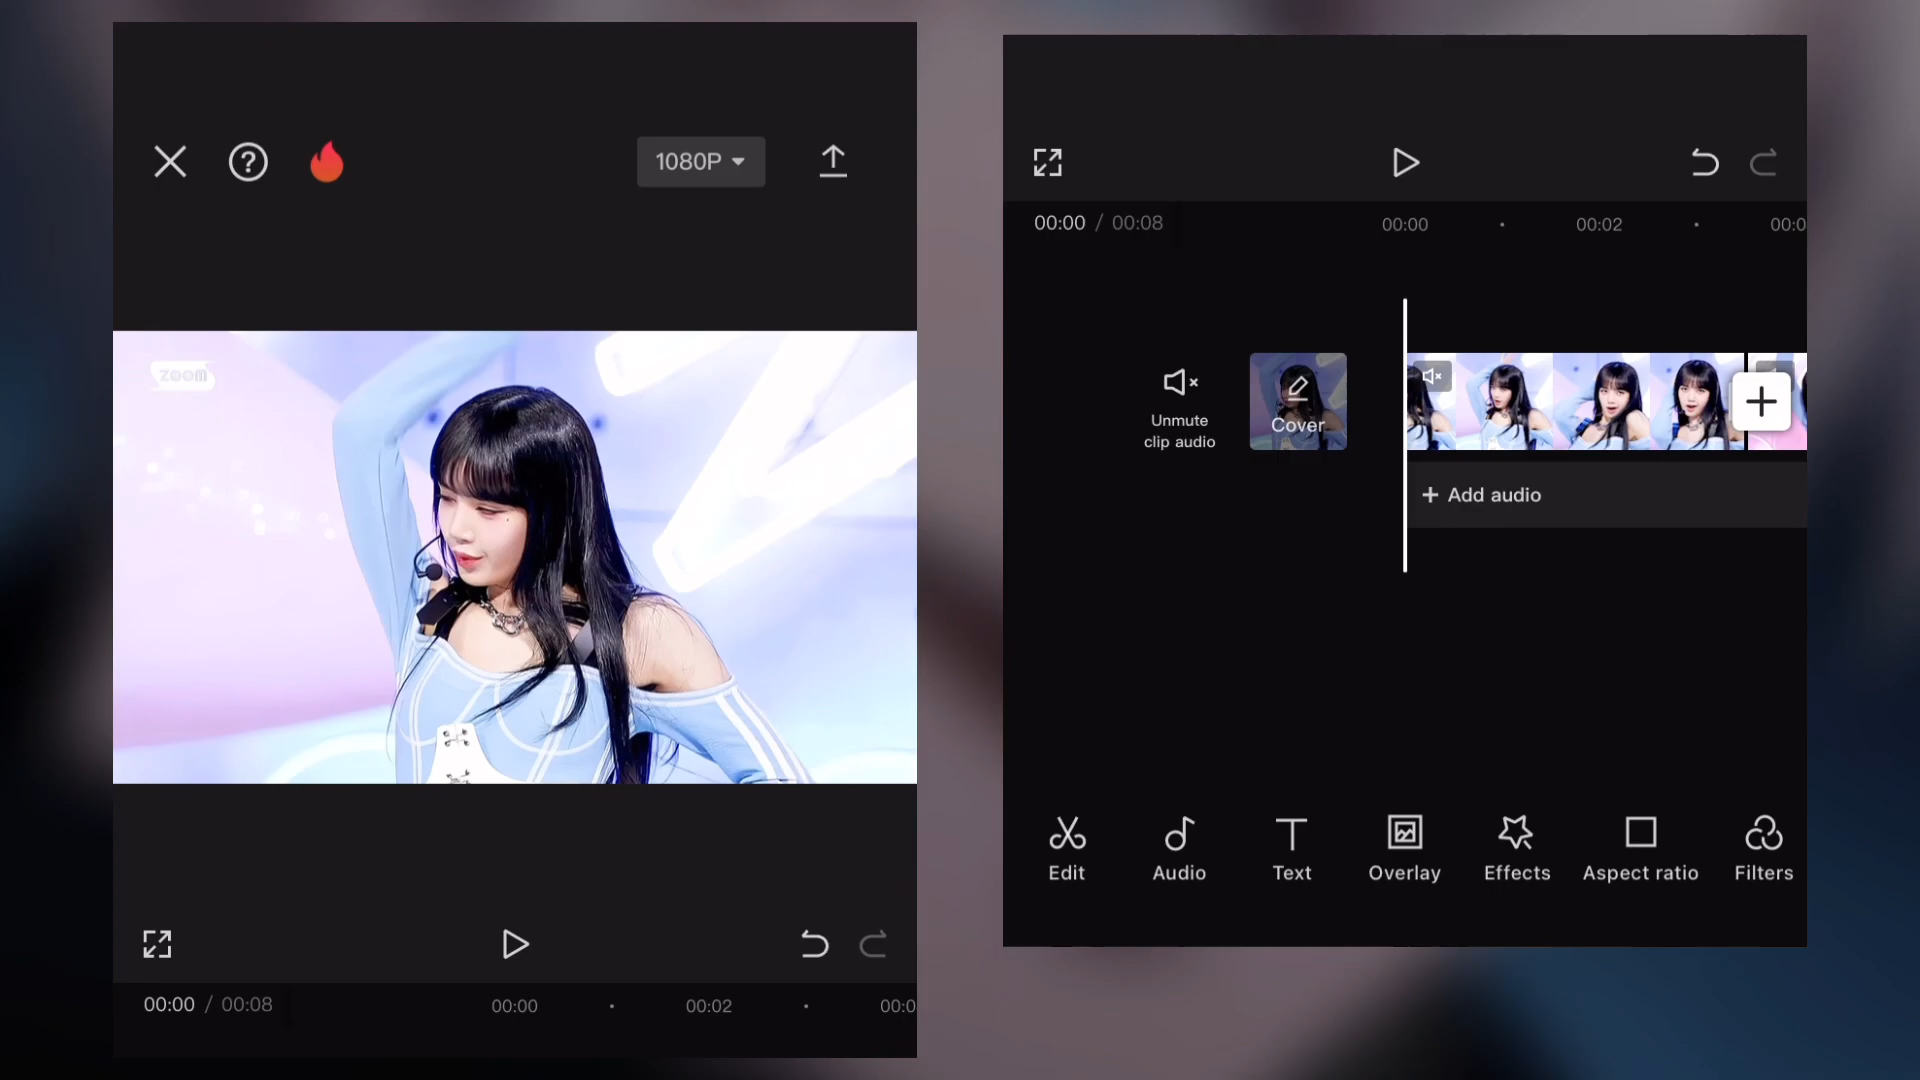 1080P
zoom
00:00 / 00:08
00:00
00:02
00:0
00:00 / 00:08
00:00
00:02
00:0
Unmute
clip audio
Cover
+ Add audio
Edit
Audio
Text
Overlay
Effects
Aspect ratio
Filters